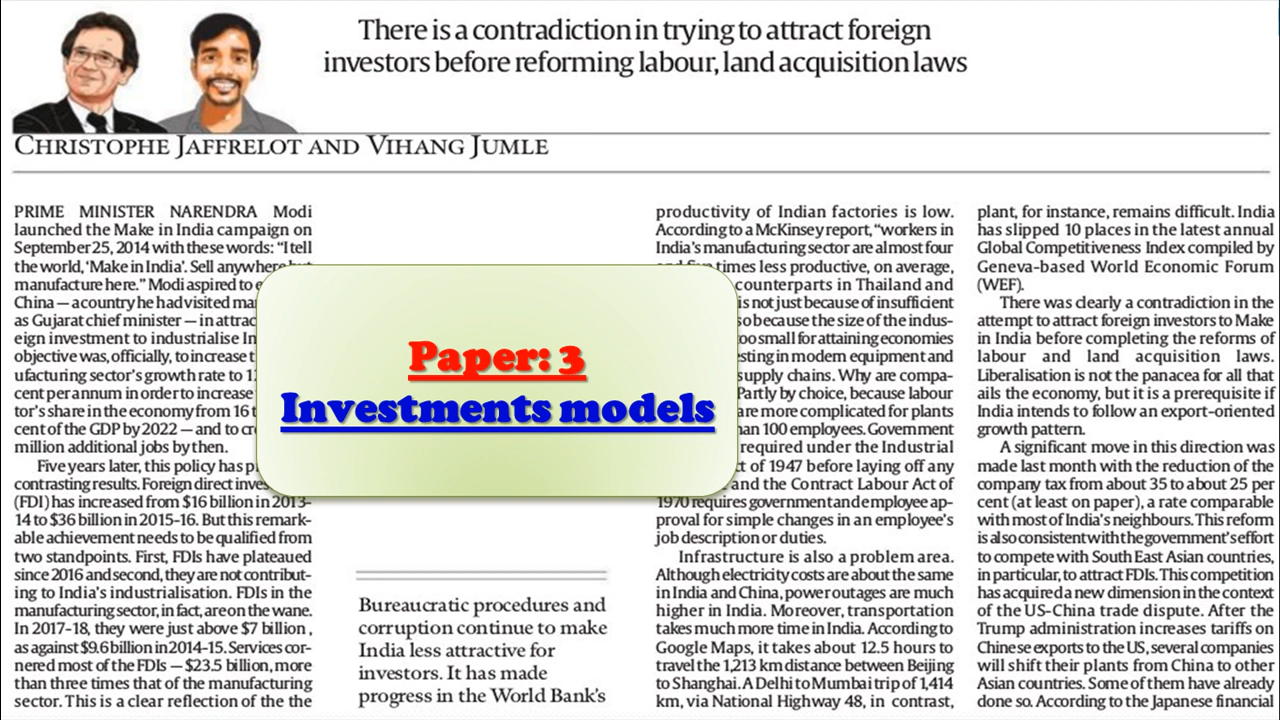 There is a contradiction in trying to attract foreign
investors before reforming labour, land acquisition laws
CHRISTOPHE JAFFRELOT AND VIHANG JUMLE
PRIME MINISTER NARENDRA Modi
launched the Make in India campaign on
September 25, 2014 with these words: “I tell
the world, ‘Make in India’. Sell anywhere but
manufacture here.” Modi aspired to
China — a country he had visited
as Gujarat chief minister — in
eign investment to industrialise
objective was, officially, to increase
ufacturing sector’s growth rate to
cent per annum in order to increase
tor’s share in the economy from 16
cent of the GDP by 2022 — and to
million additional jobs by then.
Five years later, this policy has
contrasting results. Foreign direct
(FDI) has increased from $16 billion in 2013-
14 to $36 billion in 2015-16. But this remark-
able achievement needs to be qualified from
two standpoints. First, FDIs have plateaued
since 2016 and second, they are not contribut-
ing to India’s industrialisation. FDIs in the
manufacturing sector, in fact, are on the wane.
In 2017-18, they were just above $7 billion ,
as against $9.6 billion in 2014-15. Services cor-
nered most of the FDIs — $23.5 billion, more
than three times that of the manufacturing
sector. This is a clear reflection of the the
Paper: 3
Investments models
Bureaucratic procedures and
corruption continue to make
India less attractive for
investors. It has made
progress in the World Bank’s
productivity of Indian factories is low.
According to a McKinsey report, “workers in
India’s manufacturing sector are almost four
and five times less productive, on average,
counterparts in Thailand and
is not just because of insufficient
so because the size of the indus-
too small for attaining economies
in modern equipment and
supply chains. Why are compa-
Partly by choice, because labour
are more complicated for plants
than 100 employees. Government
required under the Industrial
of 1947 before laying off any
and the Contract Labour Act of
1970 requires government and employee ap-
proval for simple changes in an employee’s
job description or duties.
Infrastructure is also a problem area.
Although electricity costs are about the same
in India and China, power outages are much
higher in India. Moreover, transportation
takes much more time in India. According to
Google Maps, it takes about 12.5 hours to
travel the 1,213 km distance between Beijing
to Shanghai. A Delhi to Mumbai trip of 1,414
km, via National Highway 48, in contrast,
plant, for instance, remains difficult. India
has slipped 10 places in the latest annual
Global Competitiveness Index compiled by
Geneva-based World Economic Forum
(WEF).
There was clearly a contradiction in the
attempt to attract foreign investors to Make
in India before completing the reforms of
labour and land acquisition laws.
Liberalisation is not the panacea for all that
ails the economy, but it is a prerequisite if
India intends to follow an export-oriented
growth pattern.
A significant move in this direction was
made last month with the reduction of the
company tax from about 35 to about 25 per
cent (at least on paper), a rate comparable
with most of India’s neighbours. This reform
is also consistent with the government’s effort
to compete with South East Asian countries,
in particular, to attract FDIs. This competition
has acquired a new dimension in the context
of the US-China trade dispute. After the
Trump administration increases tariffs on
Chinese exports to the US, several companies
will shift their plants from China to other
Asian countries. Some of them have already
done so. According to the Japanese financial